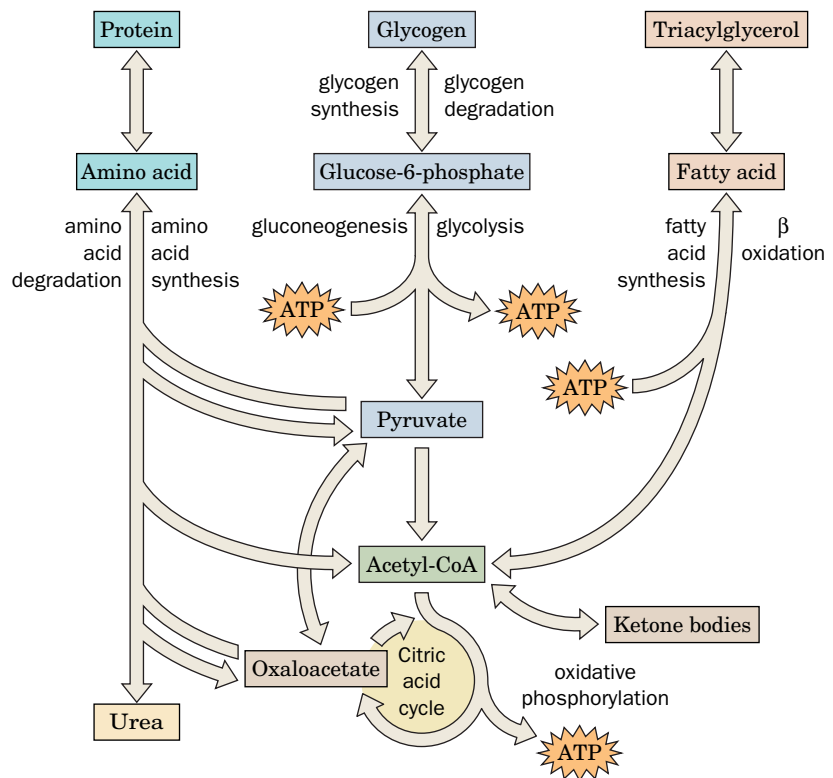 Protein
Glycogen
Triacylglycerol
glycogen
synthesis
glycogen
degradation
Amino acid
Glucose-6-phosphate
Fatty acid
amino
acid
degradation
amino
acid
synthesis
gluconeogenesis
glycolysis
fatty
acid
synthesis
β
oxidation
ATP
ATP
ATP
Pyruvate
Acetyl-CoA
Ketone bodies
Oxaloacetate
Citric
acid
cycle
oxidative
phosphorylation
Urea
ATP